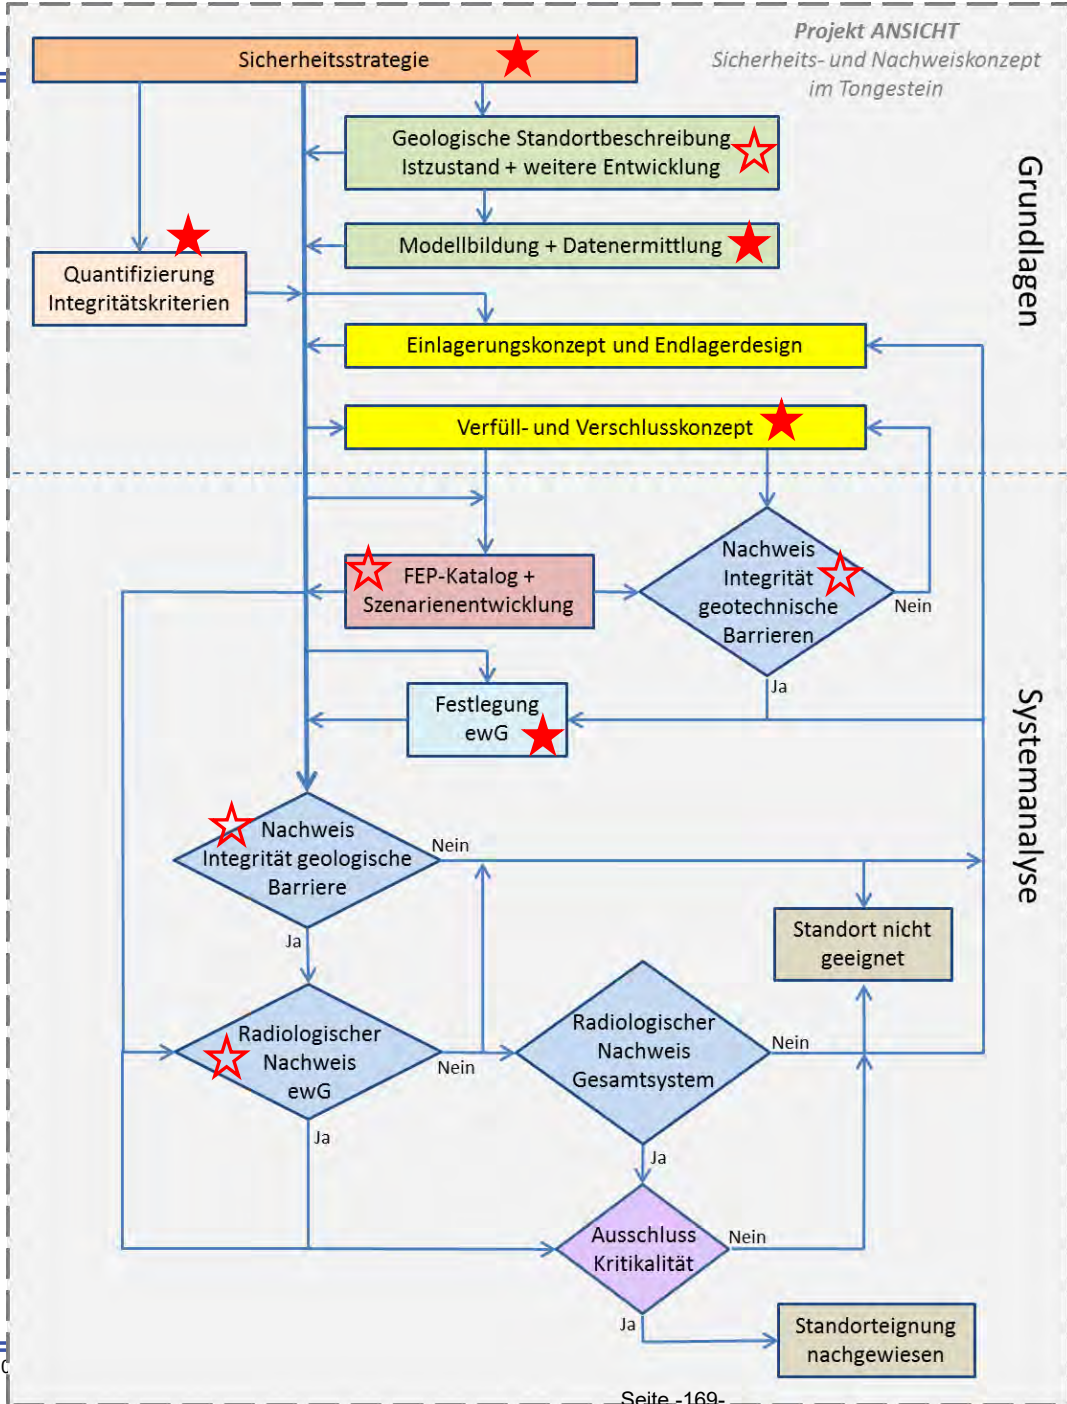 Projekt ANSICHT
Sicherheits- und Nachweiskonzept
im Tongestein
Sicherheitsstrategie
Geologische Standortbeschreibung
Istzustand + weitere Entwicklung
Grundlagen
Modellbildung + Datenermittlung
Quantifizierung
Integritätskriterien
Einlagerungskonzept und Endlagerdesign
Verfüll- und Verschlusskonzept
FEP-Katalog +
Szenarienentwicklung
Nachweis
Integrität
geotechnische
Barrieren
Nein
Ja
Festlegung
ewG
Systemanalyse
Nachweis
Integrität geologische
Barriere
Nein
Ja
Standort nicht
geeignet
Radiologischer
Nachweis
ewG
Nein
Ja
Radiologischer
Nachweis
Gesamtsystem
Nein
Ja
Ausschluss
Kritikalität
Nein
Ja
Standorteignung
nachgewiesen
Seite -169-